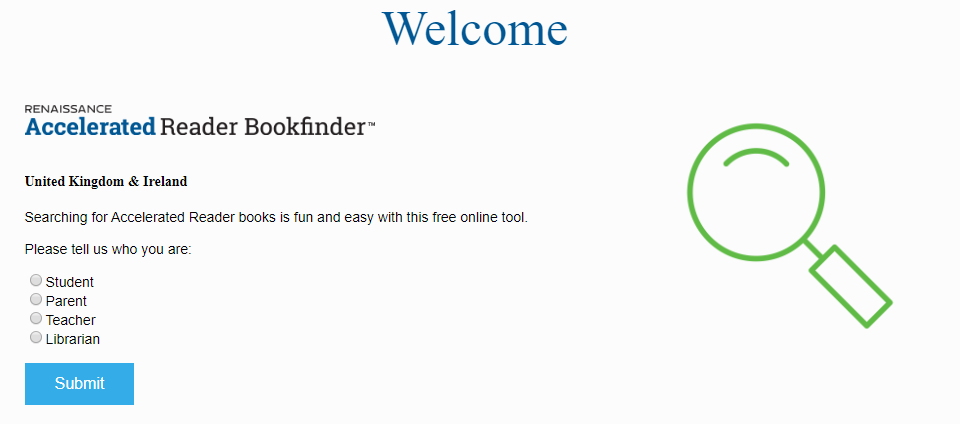 Welcome
RENAISSANCE
Accelerated Reader Bookfinder™
United Kingdom & Ireland
Searching for Accelerated Reader books is fun and easy with this free online tool.
Please tell us who you are:
Student
Parent
Teacher
Librarian
Submit